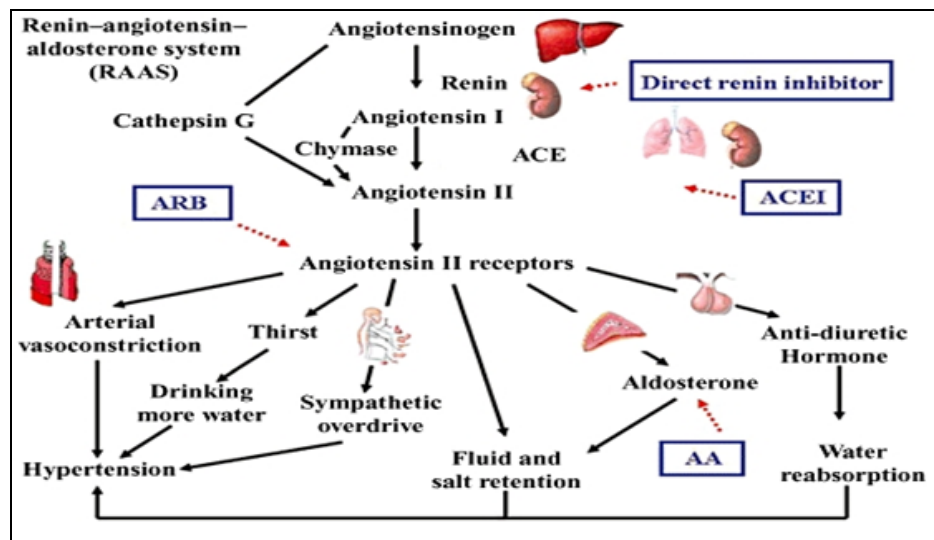 Renin–angiotensin–
aldosterone system
(RAAS)
Angiotensinogen
Renin
Direct renin inhibitor
Cathepsin G
Angiotensin I
Chymase
ACE
Angiotensin II
ARB
ACEI
Angiotensin II receptors
Arterial
vasoconstriction
Thirst
Anti-diuretic
Hormone
Drinking
more water
Sympathetic
overdrive
Aldosterone
Hypertension
Fluid and
salt retention
AA
Water
reabsorption